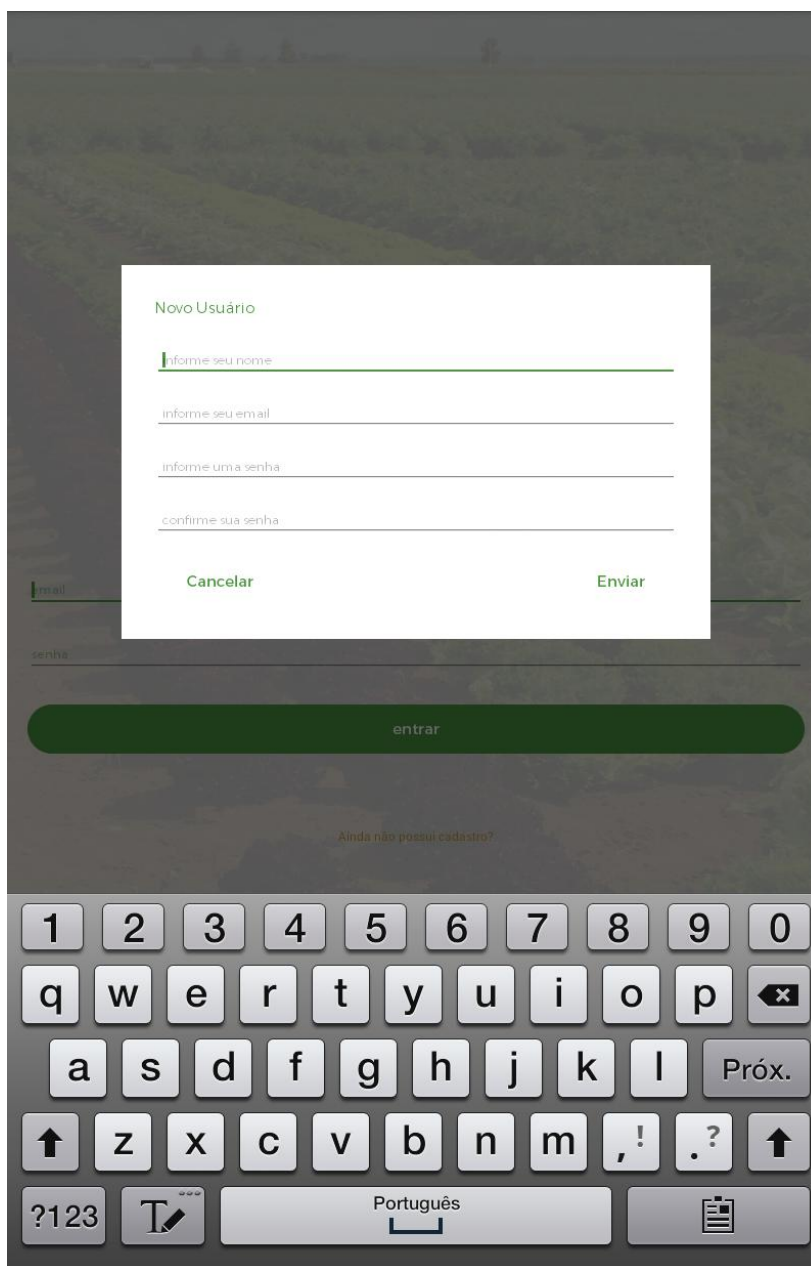 Novo Usuário
informe seu nome
informe seu email
informe uma senha
confirme sua senha
Cancelar Enviar
email
senha
entrar
Ainda não possui cadastro?
1 2 3 4 5 6 7 8 9 0
q w e r t y u i o p
a s d f g h j k l Próx.
z x c v b n m , ! . ?
?123 T Português